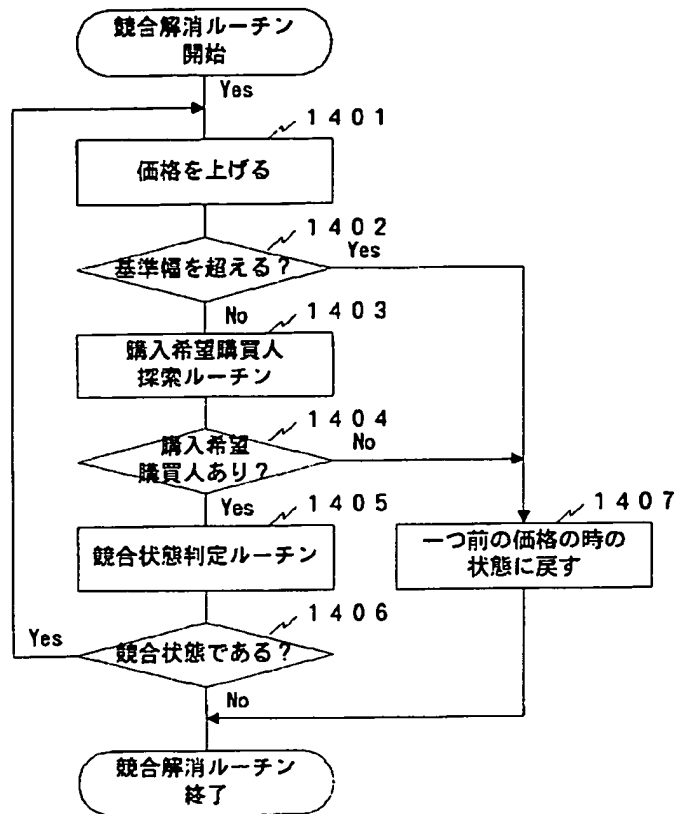 競合解消ルーチン
開始
Yes
1401
価格を上げる
1402
Yes
基準幅を超える？
No
1403
購入希望購買人
探索ルーチン
1404
No
購入希望
購買人あり？
Yes
1405
競合状態判定ルーチン
1407
一つ前の価格の時の
状態に戻す
1406
Yes
競合状態である？
No
競合解消ルーチン
終了